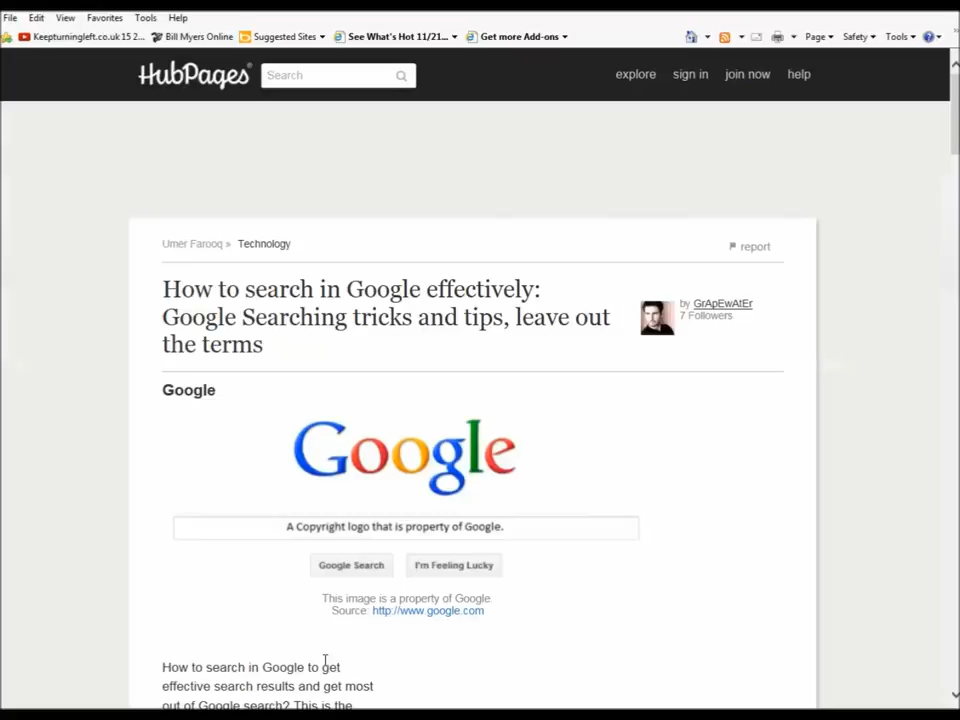 File Edit View Favorites Tools Help
Keepturningleft.co.uk 15 2... Bill Myers Online Suggested Sites See What's Hot 11/21... Get more Add-ons Page Safety Tools
HubPages Search explore sign in join now help
Umer Farooq » Technology
report
How to search in Google effectively:
Google Searching tricks and tips, leave out
the terms
by GrApEwAtEr
7 Followers
Google
Google
A Copyright logo that is property of Google.
Google Search I'm Feeling Lucky
This image is a property of Google.
Source: http://www.google.com
How to search in Google to get
effective search results and get most
out of Google search? This is the